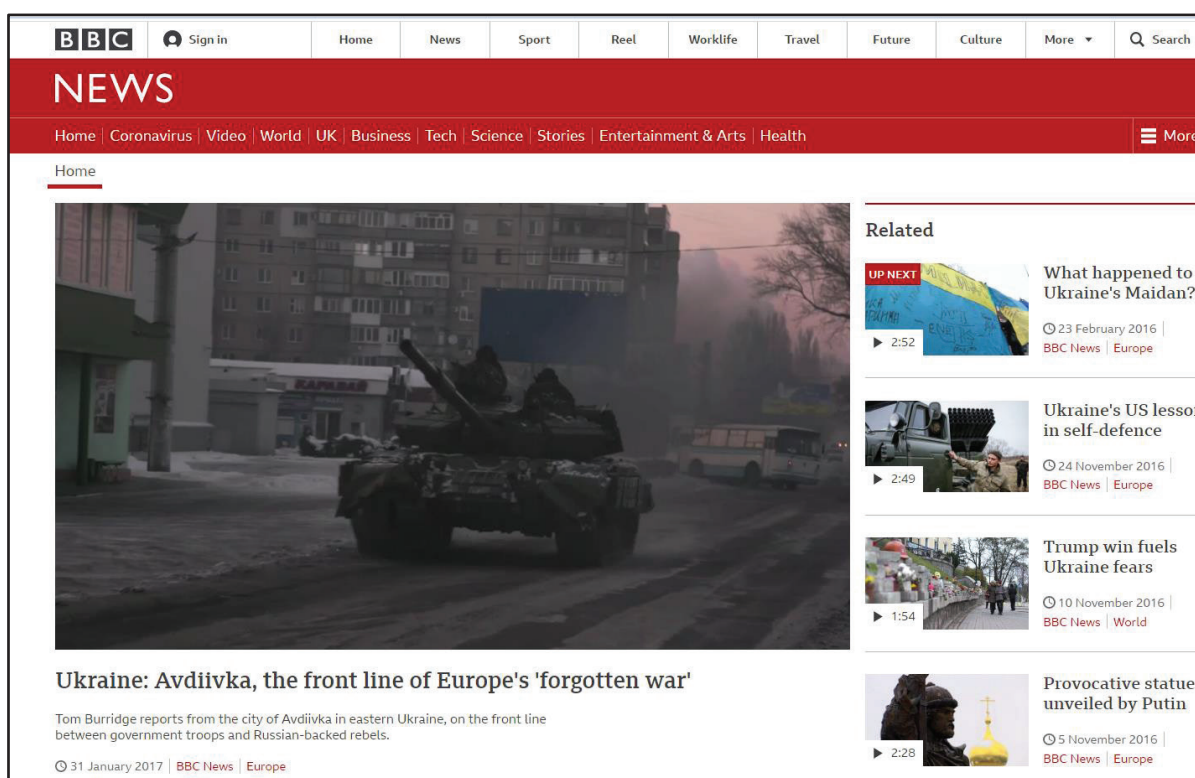 BBC Sign in Home News Sport Reel Worklife Travel Future Culture More Search
NEWS
Home Coronavirus Video World UK Business Tech Science Stories Entertainment & Arts Health More
Home
КАРАВАЙ
Ukraine: Avdiivka, the front line of Europe's 'forgotten war'
Tom Burridge reports from the city of Avdiivka in eastern Ukraine, on the front line
between government troops and Russian-backed rebels.
31 January 2017 BBC News Europe
Related
UP NEXT
2:52
What happened to
Ukraine's Maidan?
23 February 2016
BBC News Europe
2:49
Ukraine's US lesson
in self-defence
24 November 2016
BBC News Europe
1:54
Trump win fuels
Ukraine fears
10 November 2016
BBC News World
2:28
Provocative statue
unveiled by Putin
5 November 2016
BBC News Europe